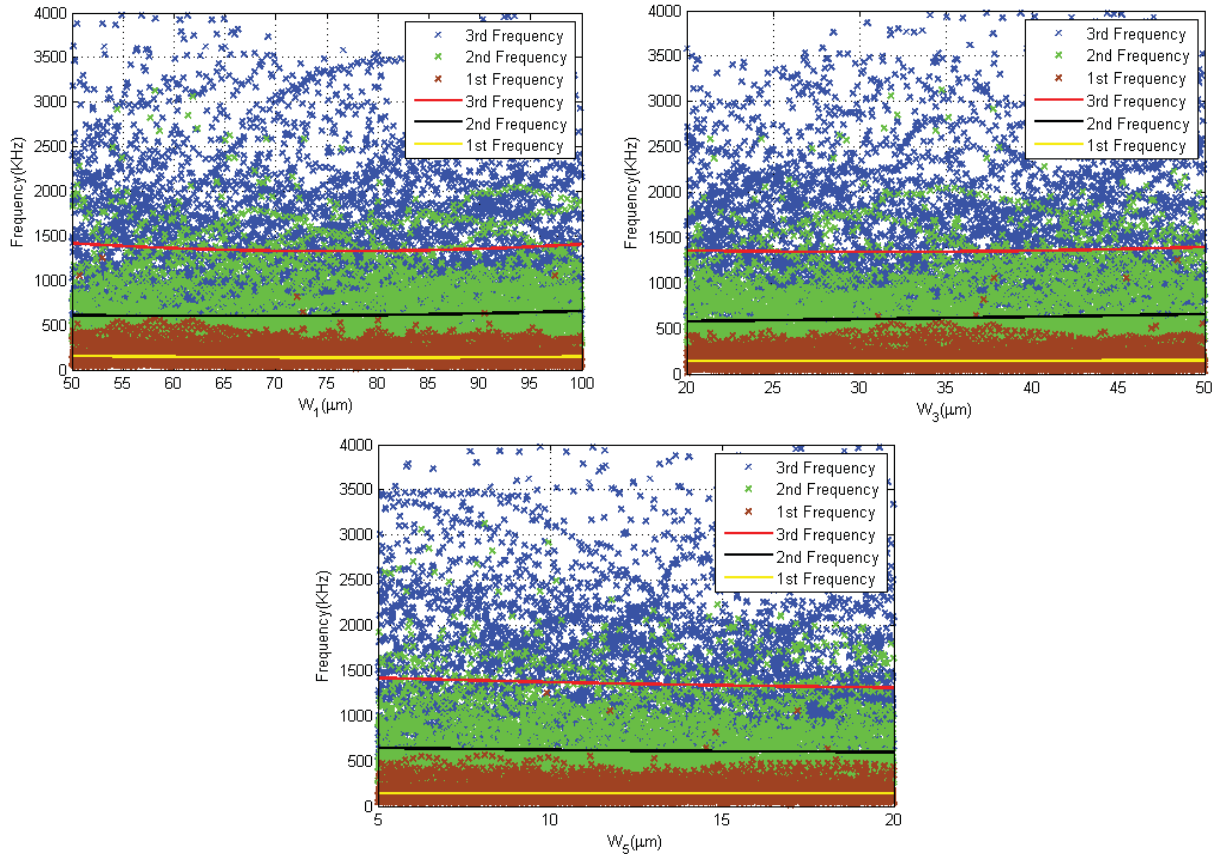 4000
3500
3000
2500
2000
1500
1000
500
0
Frequency(KHz)
3rd Frequency
2nd Frequency
1st Frequency
3rd Frequency
2nd Frequency
1st Frequency
50 55 60 65 70 75 80 85 90 95 100
W1(μm)
4000
3500
3000
2500
2000
1500
1000
500
0
Frequency(KHz)
3rd Frequency
2nd Frequency
1st Frequency
3rd Frequency
2nd Frequency
1st Frequency
20 25 30 35 40 45 50
W3(μm)
4000
3500
3000
2500
2000
1500
1000
500
0
Frequency(KHz)
3rd Frequency
2nd Frequency
1st Frequency
3rd Frequency
2nd Frequency
1st Frequency
5 10 15 20
W5(μm)